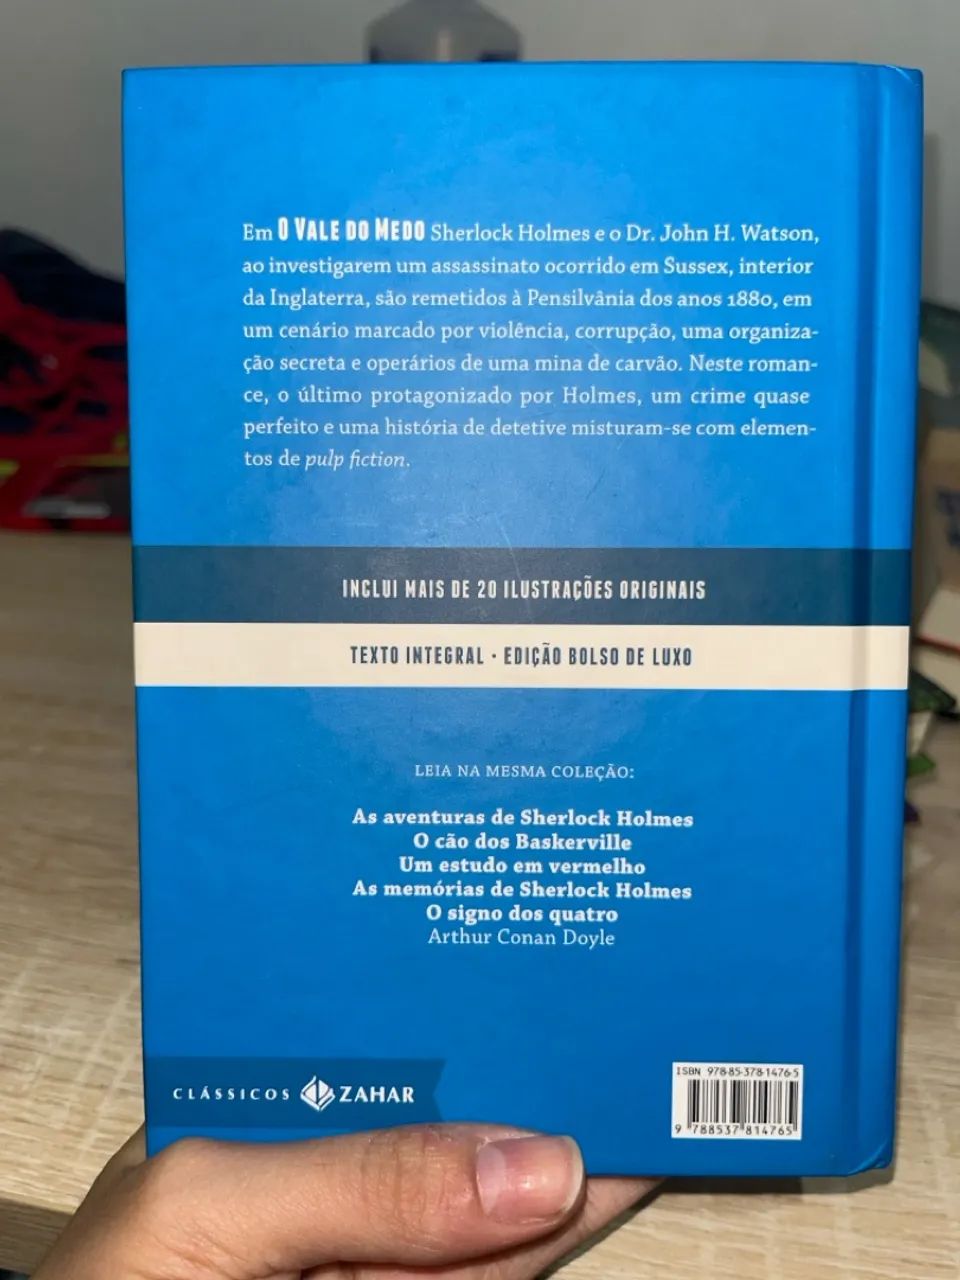 Em O VALE DO MEDO Sherlock Holmes e o Dr. John H. Watson,
ao investigarem um assassinato ocorrido em Sussex, interior
da Inglaterra, são remetidos à Pensilvânia dos anos 1880, em
um cenário marcado por violência, corrupção, uma organiza-
ção secreta e operários de uma mina de carvão. Neste roman-
ce, o último protagonizado por Holmes, um crime quase
perfeito e uma história de detetive misturam-se com elemen-
tos de pulp fiction.
INCLUI MAIS DE 20 ILUSTRAÇÕES ORIGINAIS
TEXTO INTEGRAL · EDIÇÃO BOLSO DE LUXO
LEIA NA MESMA COLEÇÃO:
As aventuras de Sherlock Holmes
O cão dos Baskerville
Um estudo em vermelho
As memórias de Sherlock Holmes
O signo dos quatro
Arthur Conan Doyle
CLÁSSICOS ZAHAR
ISBN 978-85-378-1476-5
9 788537 814765